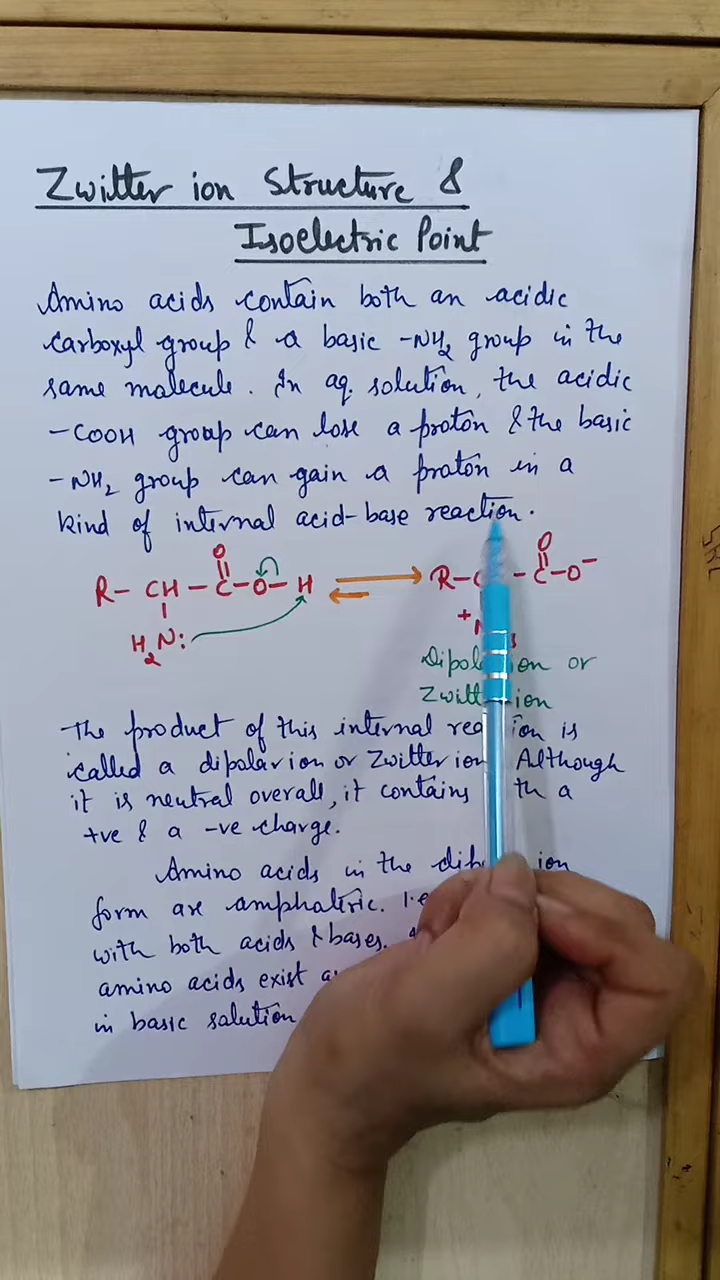 Zwitter ion Structure &
Isoelectric Point
Amino acids contain both an acidic
carboxyl group & a basic -NH2 group in the
same molecule. In aq. solution, the acidic
-COOH group can lose a proton & the basic
-NH2 group can gain a proton in a
kind of internal acid-base reaction.
O O
R- CH - C - O - H R- C - C - O-
H2N: +
ion or
ion
The product of this internal is
called a dipolar ion or Zwitter ion Although
it is neutral overall, it contains a
+ve & a -ve charge.
Amino acids in the ion
form are amphoteric.
with both acids & bases.
amino acids exist
in basic solution